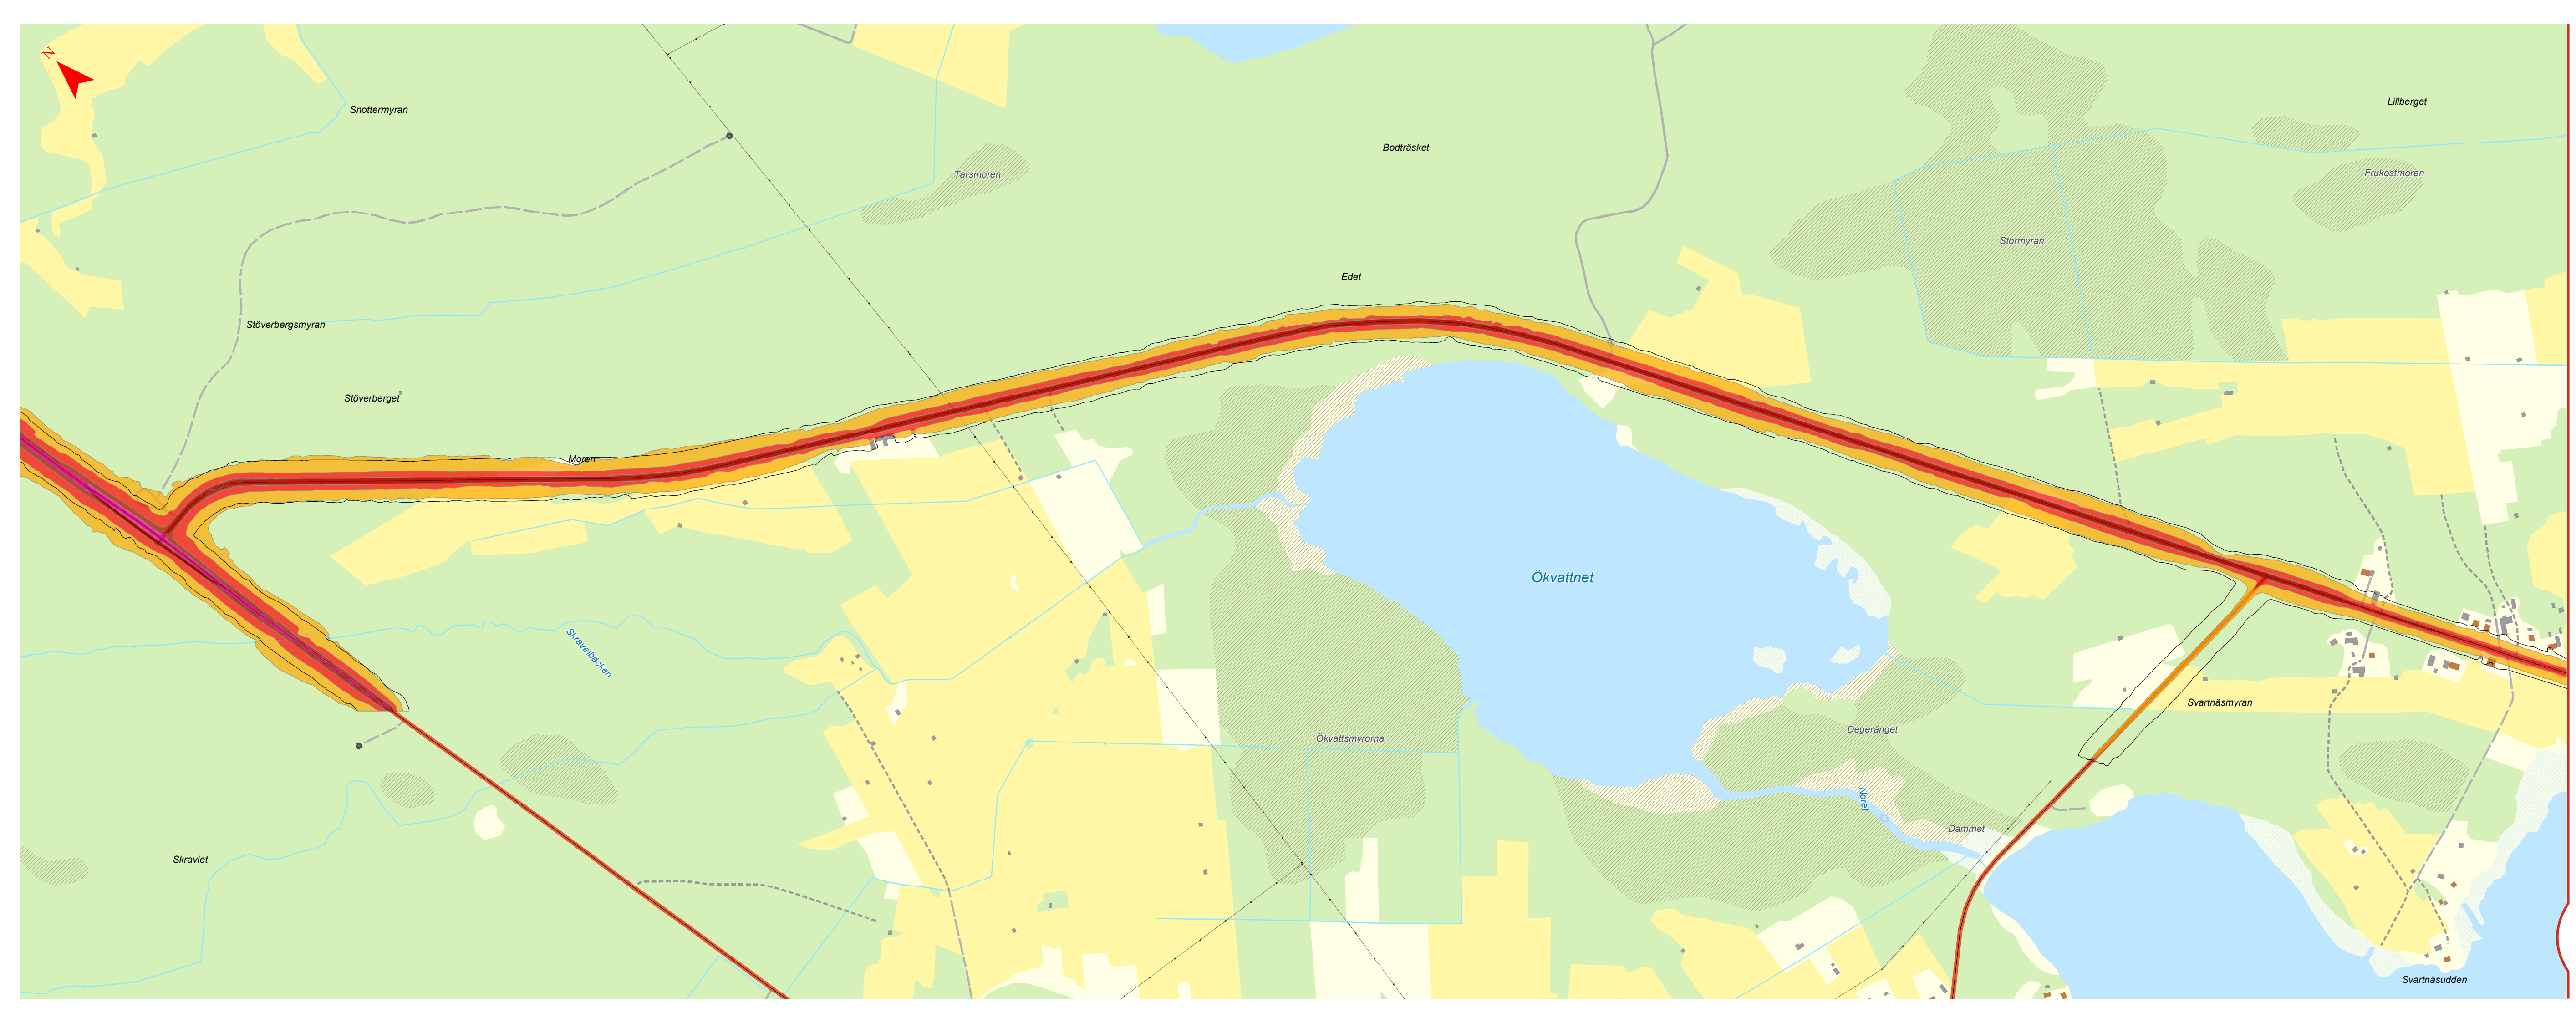 N
Lillberget
Snottermyran
Bodträsket
Frukostmoren
Tarsmoren
Stormyran
Edet
Stöverbergsmyran
Stöverberget
Moren
Ökvattnet
Skravelbäcken
Svartnäsmyran
Degeränget
Ökvattsmyrorna
Noret
Dammet
Skravlet
Svartnäsudden